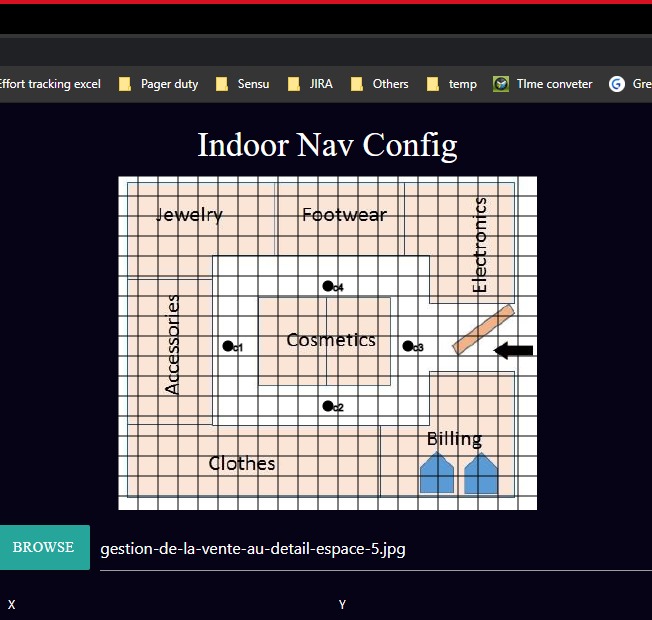 Effort tracking excel Pager duty Sensu JIRA Others temp TIme conveter Gre
Indoor Nav Config
Jewelry Footwear
Electronics
c4
Accessories
Cosmetics
c1
c3
c2
Billing
Clothes
BROWSE gestion-de-la-vente-au-detail-espace-5.jpg
X Y